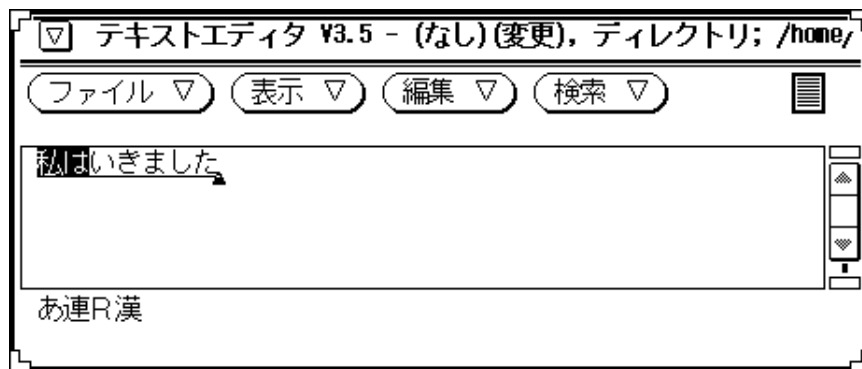 テキストエディタ V3.5 - (なし)(変更), ディレクトリ; /home/
ファイル 表示 編集 検索
私はいきました
あ連R漢